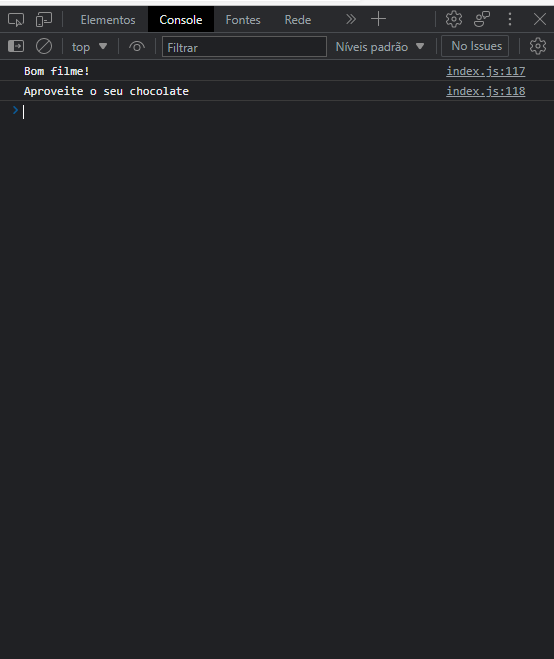 Elementos Console Fontes Rede
top Filtrar Níveis padrão No Issues
Bom filme! index.js:117
Aproveite o seu chocolate index.js:118